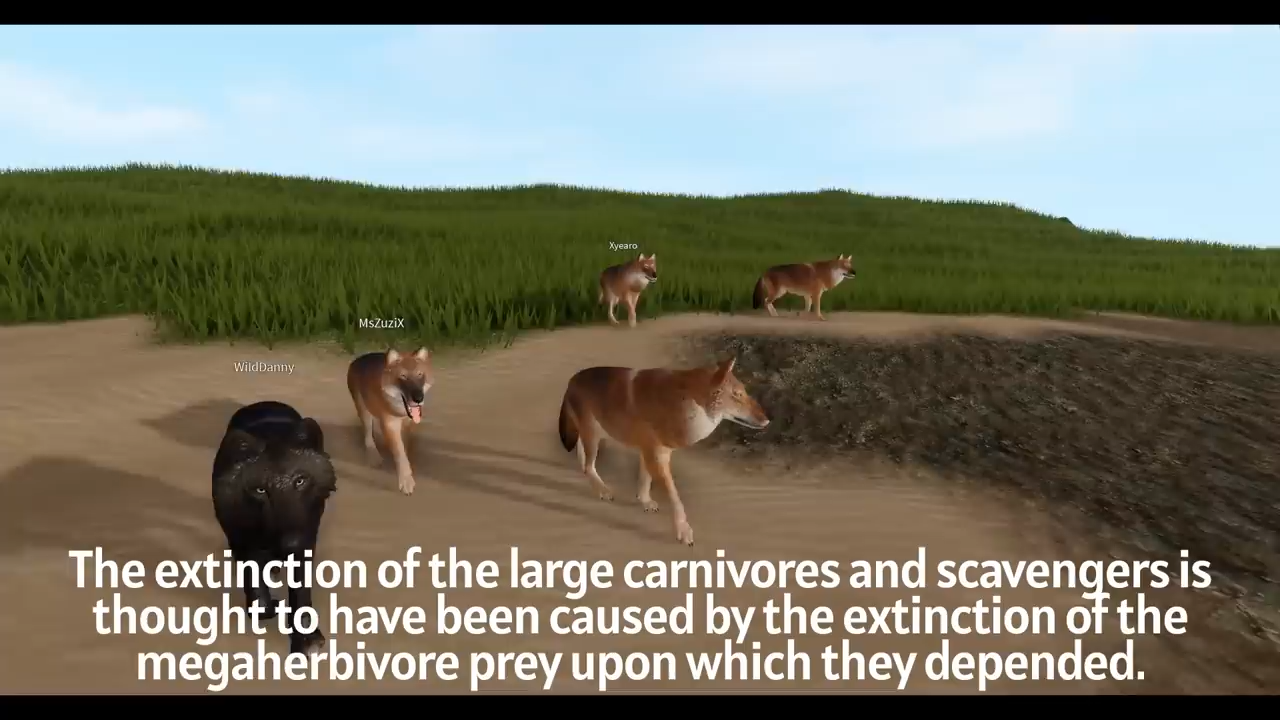 Xyearo
MsZuziX
WildDanny
The extinction of the large carnivores and scavengers is
thought to have been caused by the extinction of the
megaherbivore prey upon which they depended.